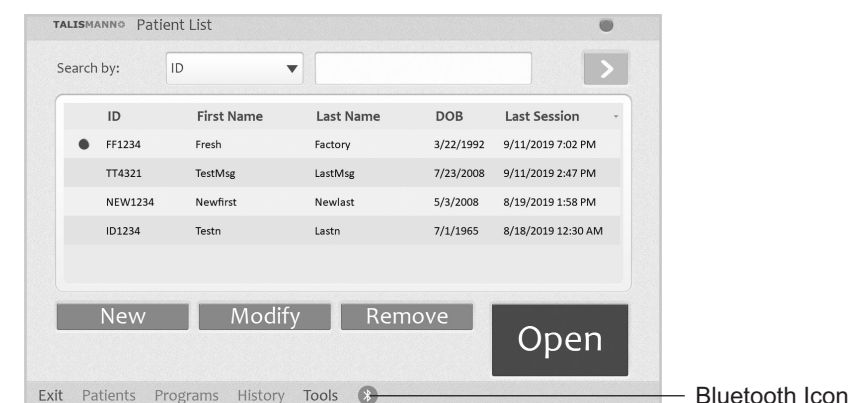 TALISMANN Patient List
Search by: ID
ID First Name Last Name DOB Last Session
FF1234 Fresh Factory 3/22/1992 9/11/2019 7:02 PM
TT4321 TestMsg LastMsg 7/23/2008 9/11/2019 2:47 PM
NEW1234 Newfirst Newlast 5/3/2008 8/19/2019 1:58 PM
ID1234 Testn Lastn 7/1/1965 8/18/2019 12:30 AM
New Modify Remove
Open
Exit Patients Programs History Tools Bluetooth Icon